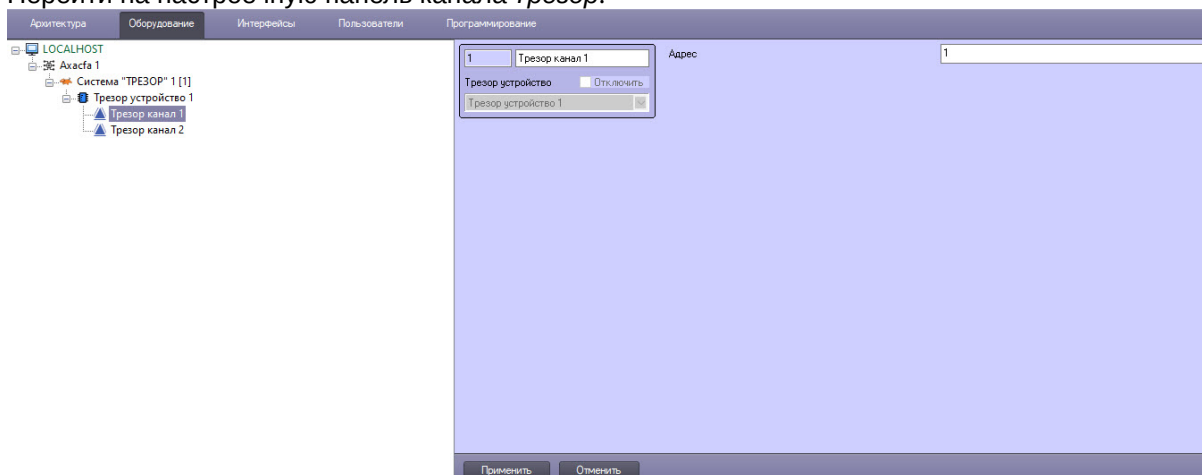 Перейти на настроечную панель канала Трезор.
Архитектура Оборудование Интерфейсы Пользователи Программирование
LOCALHOST
Axacfa 1
Система "ТРЕЗОР" 1 [1]
Трезор устройство 1
Трезор канал 1
Трезор канал 2
1 Трезор канал 1
Трезор устройство Отключить
Трезор устройство 1
Адрес 1
Применить Отменить